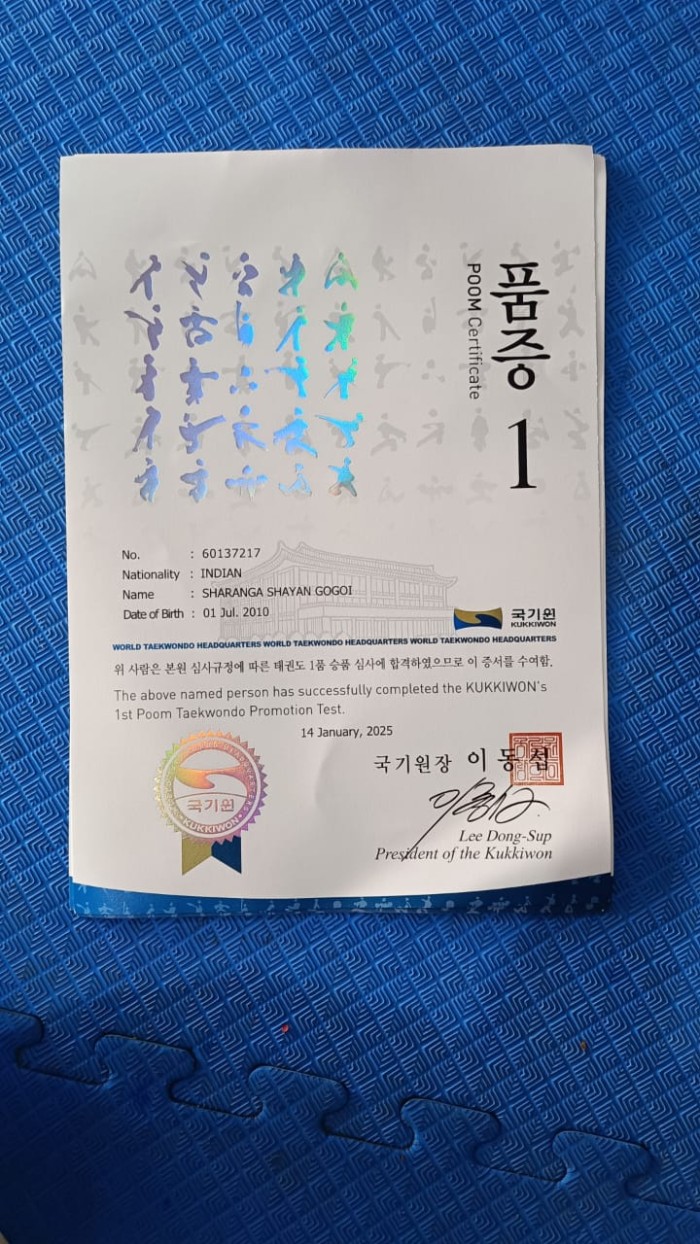 품증 1
POOM Certificate
No. : 60137217
Nationality : INDIAN
Name : SHARANGA SHAYAN GOGOI
Date of Birth : 01 Jul. 2010
국기원
KUKKIWON
WORLD TAEKWONDO HEADQUARTERS WORLD TAEKWONDO HEADQUARTERS WORLD TAEKWONDO HEADQUARTERS
위 사람은 본원 심사규정에 따른 태권도 1품 승품 심사에 합격하였으므로 이 증서를 수여함.
The above named person has successfully completed the KUKKIWON's
1st Poom Taekwondo Promotion Test.
14 January, 2025
국기원장 이동섭
Lee Dong-Sup
President of the Kukkiwon
국기원
KUKKIWON